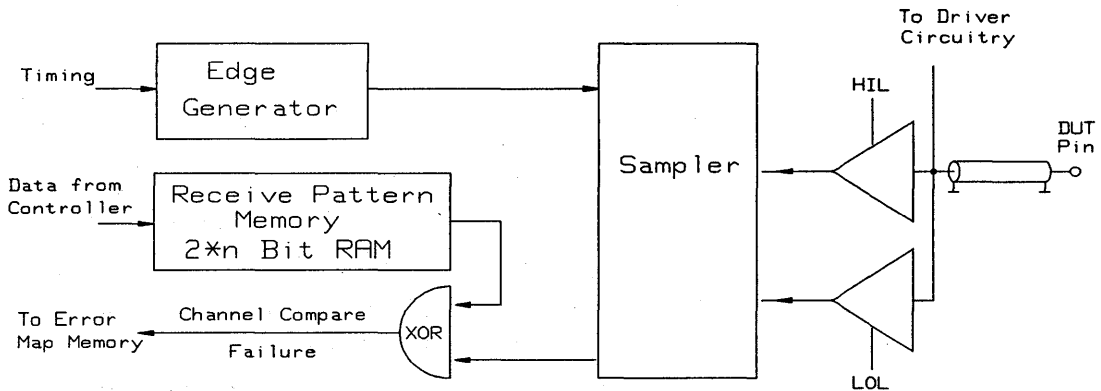 To Driver
Circuitry
Timing
Edge
Generator
HIL
DUT
Pin
Sampler
Data from
Controller
Receive Pattern
Memory
2*n Bit RAM
To Error
Map Memory
Channel Compare
Failure
XOR
LOL